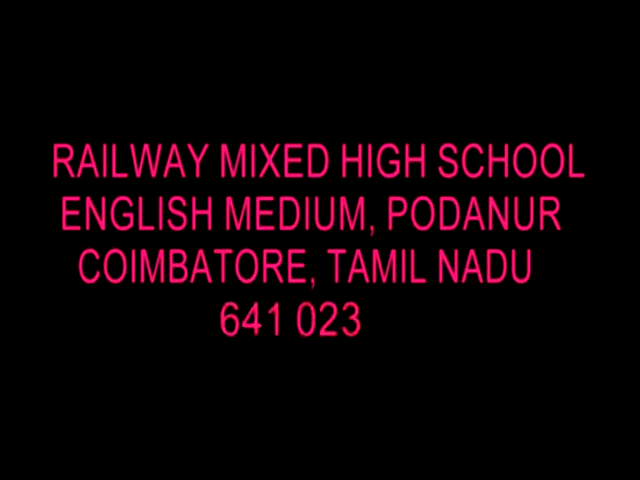 RAILWAY MIXED HIGH SCHOOL
ENGLISH MEDIUM, PODANUR
COIMBATORE, TAMIL NADU
641 023